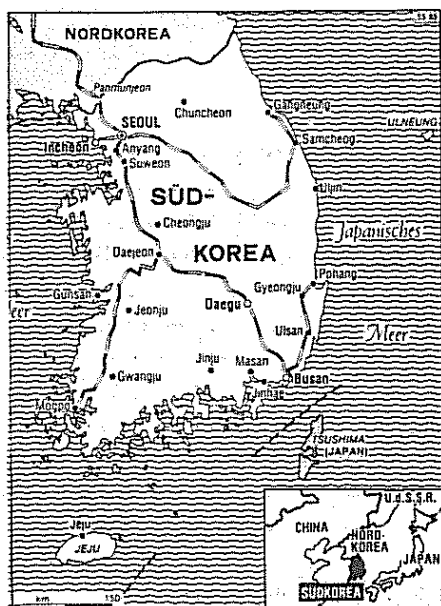 NORDKOREA
Panmunjeon
Chuncheon
Gangneung
SEOUL
ULNEUNG
Incheon
Anyang
Samcheog
Suweon
SÜD-
Uljin
Cheongju
KOREA
Japanisches
Daejeon
Pohang
Gyeongju
Gunsan
Daegu
Meer
Jeonju
Ulsan
Meer
Jinju
Masan
Gwangju
Busan
Jinhae
Mogpo
TSUSHIMA
(JAPAN)
Jeju
JEJU
km 150
U.d.S.S.R.
CHINA
NORD-
KOREA
JAPAN
SÜDKOREA